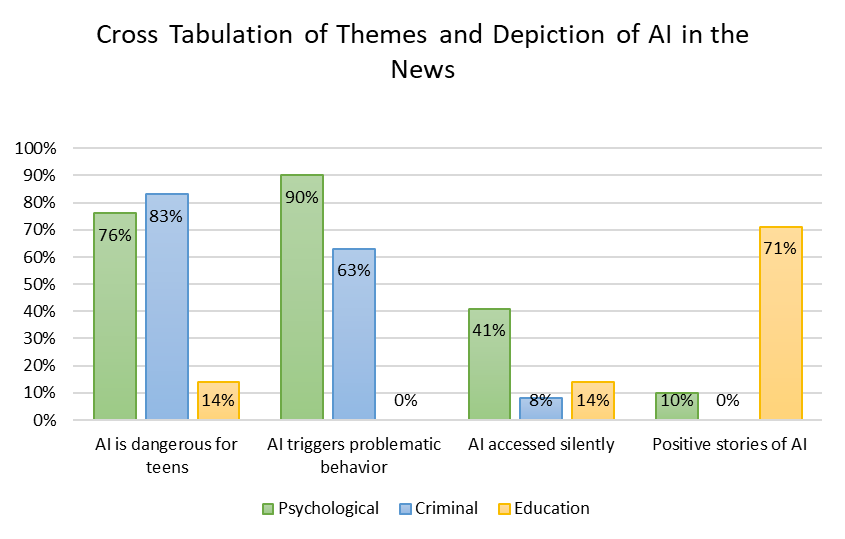 Cross Tabulation of Themes and Depiction of AI in the
News
100%
90%
80%
70%
60%
50%
40%
30%
20%
10%
0%
76%
83%
14%
90%
63%
0%
41%
8%
14%
10%
0%
71%
AI is dangerous for
teens
AI triggers problematic
behavior
AI accessed silently
Positive stories of AI
Psychological
Criminal
Education